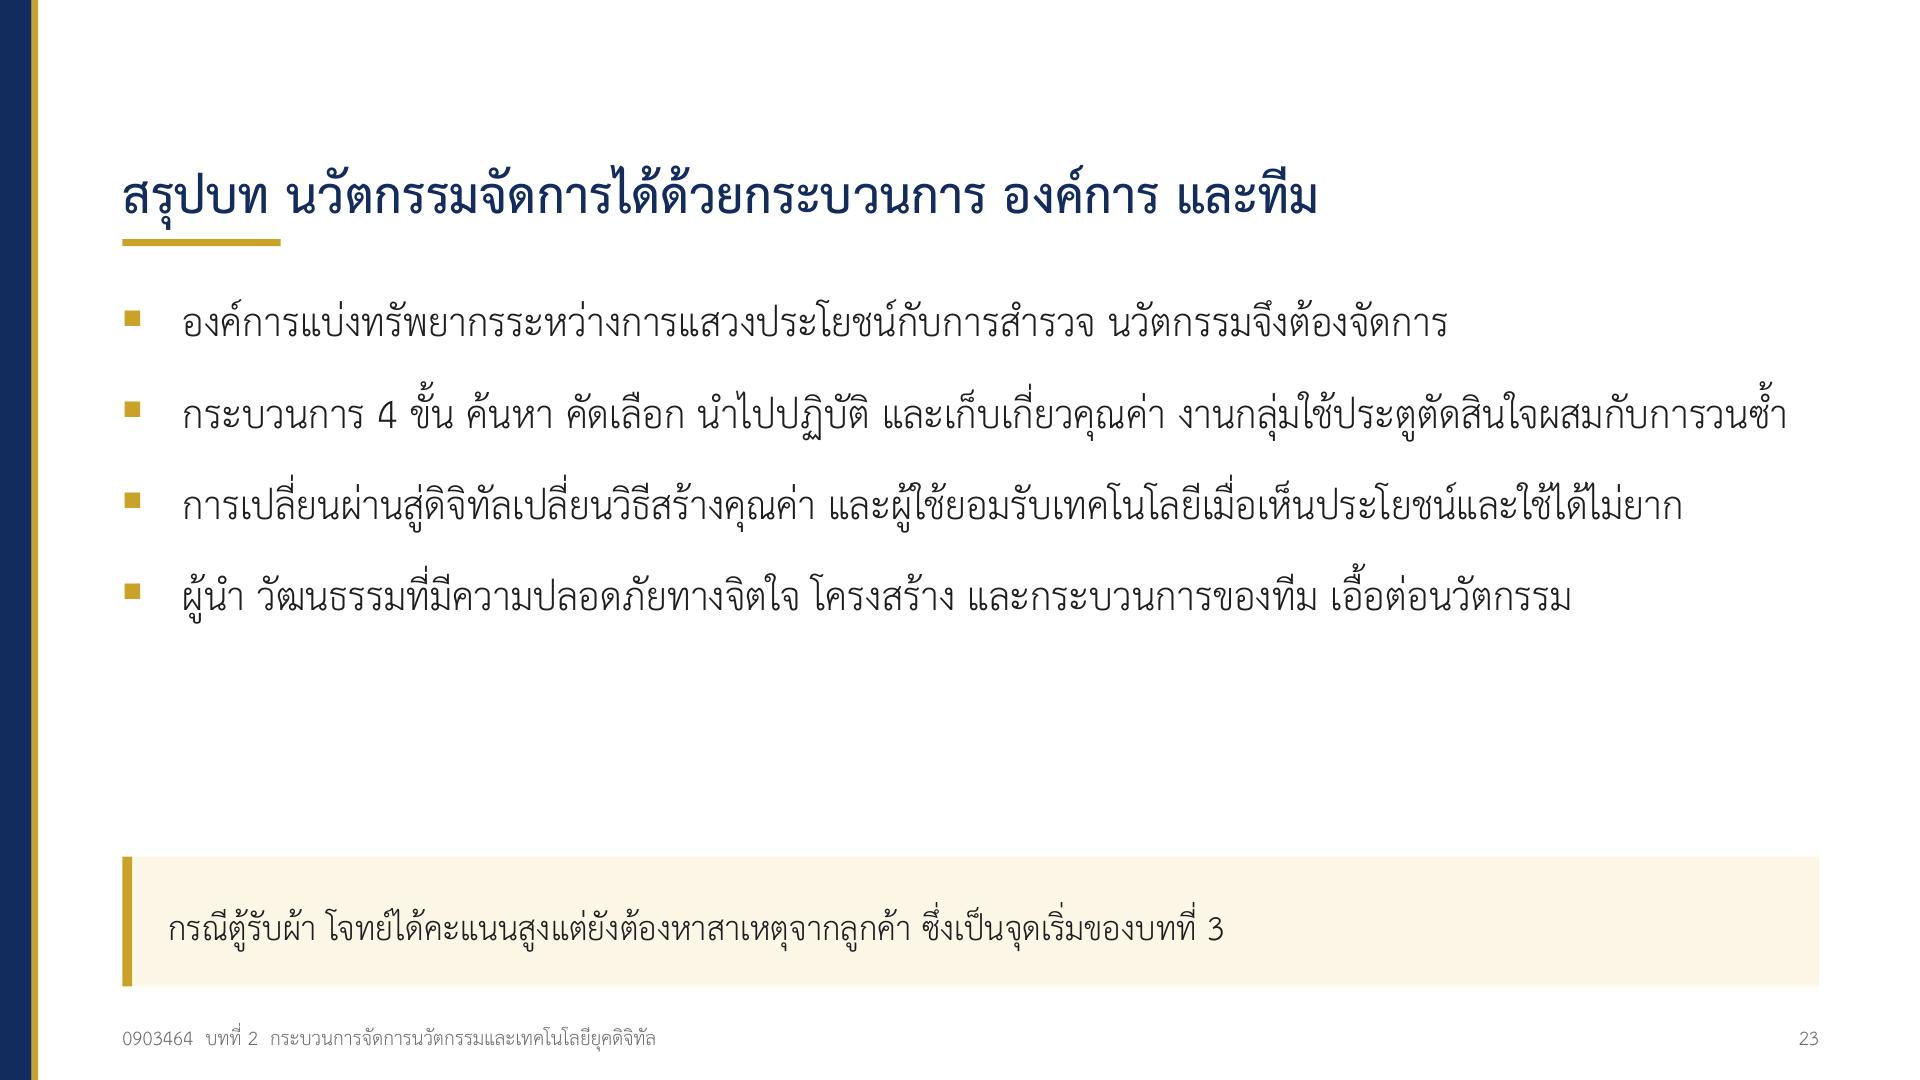 สรุปบท นวัตกรรมจัดการได้ด้วยกระบวนการ องค์การ และทีม
องค์การแบ่งทรัพยากรระหว่างการแสวงประโยชน์กับการสำรวจ นวัตกรรมจึงต้องจัดการ
กระบวนการ 4 ขั้น ค้นหา คัดเลือก นำไปปฏิบัติ และเก็บเกี่ยวคุณค่า งานกลุ่มใช้ประตูตัดสินใจผสมกับการวนซ้ำ
การเปลี่ยนผ่านสู่ดิจิทัลเปลี่ยนวิธีสร้างคุณค่า และผู้ใช้ยอมรับเทคโนโลยีเมื่อเห็นประโยชน์และใช้ได้ไม่ยาก
ผู้นำ วัฒนธรรมที่มีความปลอดภัยทางจิตใจ โครงสร้าง และกระบวนการของทีม เอื้อต่อนวัตกรรม
กรณีตู้รับผ้า โจทย์ได้คะแนนสูงแต่ยังต้องหาสาเหตุจากลูกค้า ซึ่งเป็นจุดเริ่มของบทที่ 3
0903464 บทที่ 2 กระบวนการจัดการนวัตกรรมและเทคโนโลยียุคดิจิทัล
23